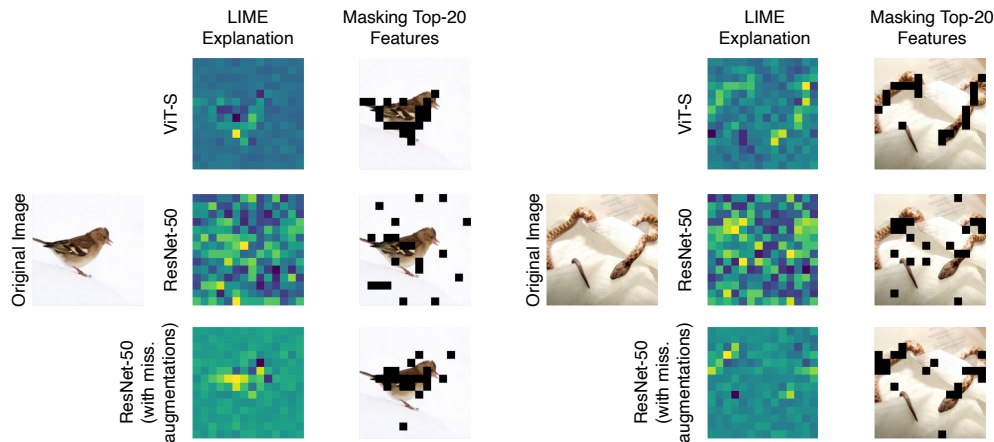 LIME
Explanation
Masking Top-20
Features
ViT-S
Original Image
ResNet-50
ResNet-50
(with miss.
augmentations)
LIME
Explanation
Masking Top-20
Features
ViT-S
Original Image
ResNet-50
ResNet-50
(with miss.
augmentations)